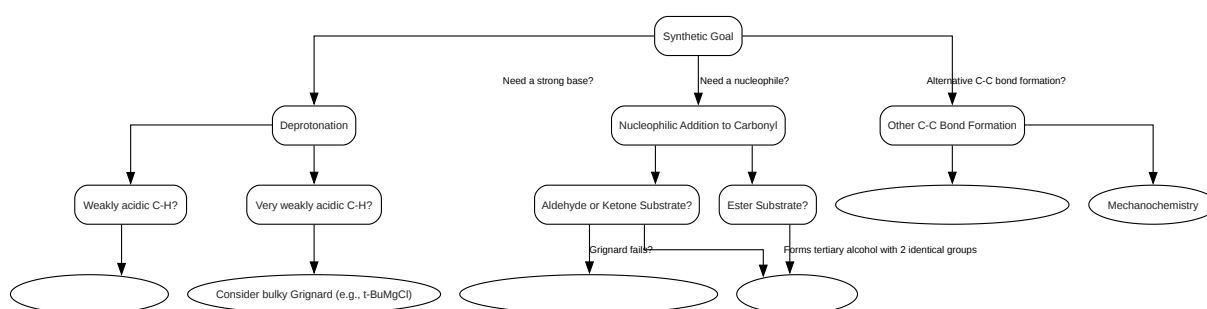 Synthetic Goal
Need a strong base?
Need a nucleophile?
Alternative C-C bond formation?
Deprotonation
Nucleophilic Addition to Carbonyl
Other C-C Bond Formation
Weakly acidic C-H?
Very weakly acidic C-H?
Aldehyde or Ketone Substrate?
Ester Substrate?
Mechanochemistry
Grignard fails?
Forms tertiary alcohol with 2 identical groups
Consider bulky Grignard (e.g., t-BuMgCl)